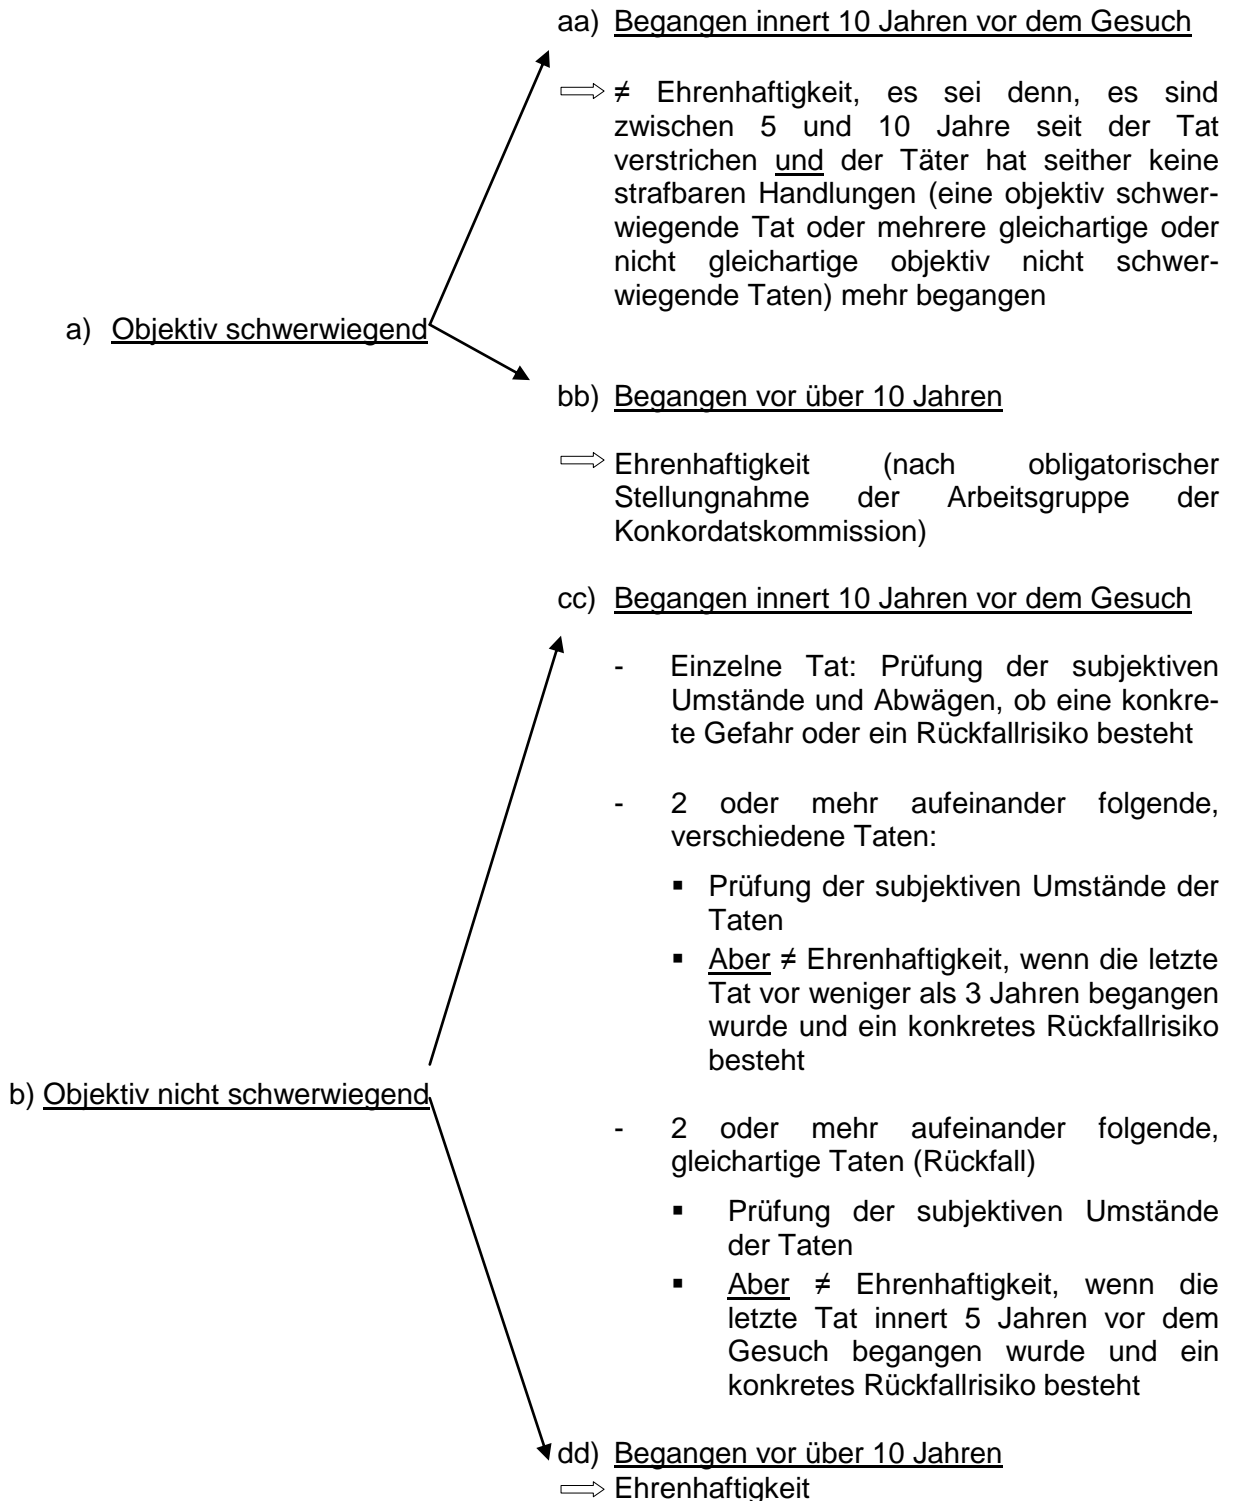 aa) Begangen innert 10 Jahren vor dem Gesuch
⇨ ≠ Ehrenhaftigkeit, es sei denn, es sind
zwischen 5 und 10 Jahre seit der Tat
verstrichen und der Täter hat seither keine
strafbaren Handlungen (eine objektiv schwer-
wiegende Tat oder mehrere gleichartige oder
nicht gleichartige objektiv nicht schwer-
wiegende Taten) mehr begangen
a) Objektiv schwerwiegend
bb) Begangen vor über 10 Jahren
⇨ Ehrenhaftigkeit (nach obligatorischer
Stellungnahme der Arbeitsgruppe der
Konkordatskommission)
cc) Begangen innert 10 Jahren vor dem Gesuch
- Einzelne Tat: Prüfung der subjektiven
Umstände und Abwägen, ob eine konkre-
te Gefahr oder ein Rückfallrisiko besteht
- 2 oder mehr aufeinander folgende,
verschiedene Taten:
▪ Prüfung der subjektiven Umstände der
Taten
▪ Aber ≠ Ehrenhaftigkeit, wenn die letzte
Tat vor weniger als 3 Jahren begangen
wurde und ein konkretes Rückfallrisiko
besteht
b) Objektiv nicht schwerwiegend
- 2 oder mehr aufeinander folgende,
gleichartige Taten (Rückfall)
▪ Prüfung der subjektiven Umstände
der Taten
▪ Aber ≠ Ehrenhaftigkeit, wenn die
letzte Tat innert 5 Jahren vor dem
Gesuch begangen wurde und ein
konkretes Rückfallrisiko besteht
dd) Begangen vor über 10 Jahren
⇨ Ehrenhaftigkeit